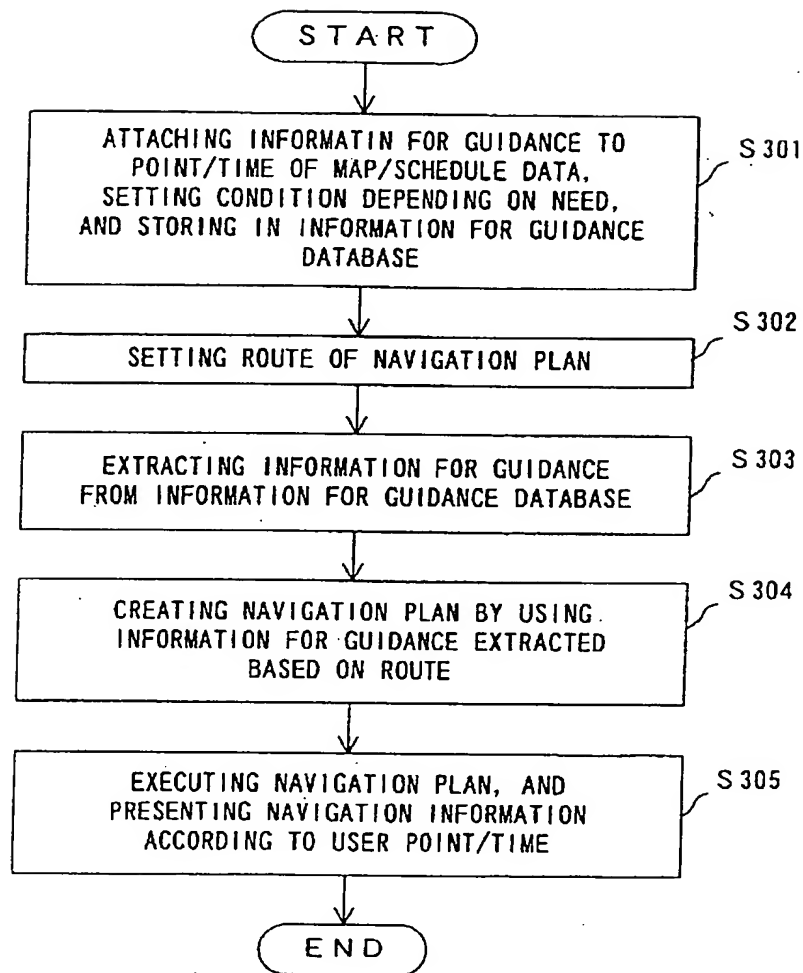 START
ATTACHING INFORMATIN FOR GUIDANCE TO
POINT/TIME OF MAP/SCHEDULE DATA,
SETTING CONDITION DEPENDING ON NEED,
AND STORING IN INFORMATION FOR GUIDANCE
DATABASE
S301
SETTING ROUTE OF NAVIGATION PLAN
S302
EXTRACTING INFORMATION FOR GUIDANCE
FROM INFORMATION FOR GUIDANCE DATABASE
S303
CREATING NAVIGATION PLAN BY USING
INFORMATION FOR GUIDANCE EXTRACTED
BASED ON ROUTE
S304
EXECUTING NAVIGATION PLAN, AND
PRESENTING NAVIGATION INFORMATION
ACCORDING TO USER POINT/TIME
S305
END